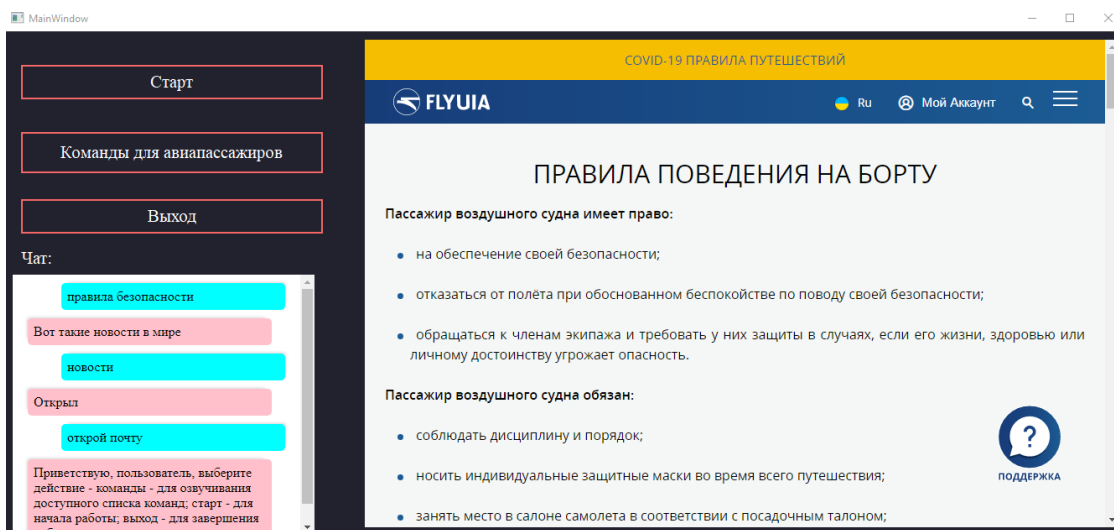 MainWindow
Старт
Команды для авиапассажиров
Выход
Чат:
правила безопасности
Вот такие новости в мире
новости
Открыл
открой почту
Приветствую, пользователь, выберите
действие - команды - для озвучивания
доступного списка команд; старт - для
начала работы; выход - для завершения
COVID-19 ПРАВИЛА ПУТЕШЕСТВИЙ
FLYUIA
Ru
Мой Аккаунт
ПРАВИЛА ПОВЕДЕНИЯ НА БОРТУ
Пассажир воздушного судна имеет право:
на обеспечение своей безопасности;
отказаться от полёта при обоснованном беспокойстве по поводу своей безопасности;
обращаться к членам экипажа и требовать у них защиты в случаях, если его жизни, здоровью или
личному достоинству угрожает опасность.
Пассажир воздушного судна обязан:
соблюдать дисциплину и порядок;
носить индивидуальные защитные маски во время всего путешествия;
занять место в салоне самолета в соответствии с посадочным талоном;
?
ПОДДЕРЖКА